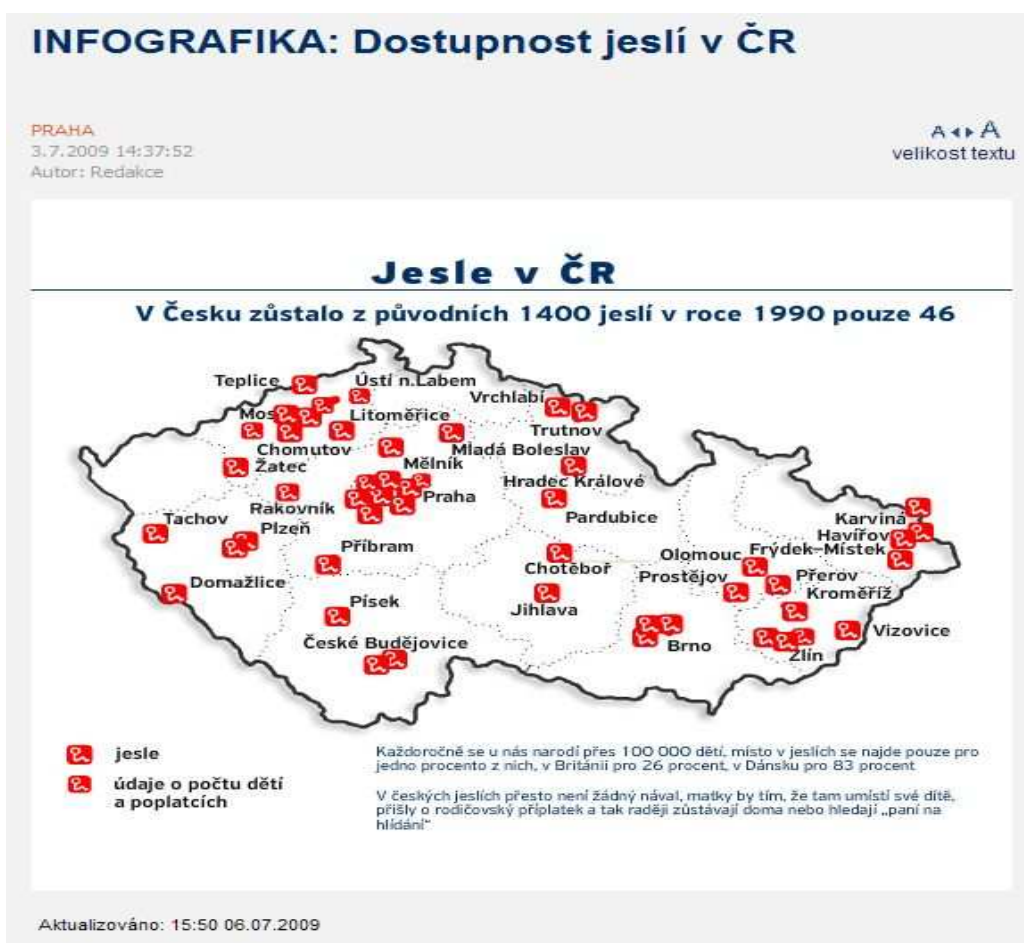 INFOGRAFIKA: Dostupnost jeslí v ČR
PRAHA
3.7.2009 14:37:52
Autor: Redakce
A ◂▸ A
velikost textu
Jesle v ČR
V Česku zůstalo z původních 1400 jeslí v roce 1990 pouze 46
Teplice
Ústí n.Labem
Vrchlabí
Mos
Litoměřice
Trutnov
Chomutov
Mladá Boleslav
Žatec
Mělník
Hradec Králové
Rakovník
Praha
Pardubice
Tachov
Plzeň
Karviná
Havířov
Příbram
Chotěboř
Olomouc
Frýdek-Místek
Domažlice
Prostějov
Přerov
Kroměříž
Písek
Jihlava
České Budějovice
Brno
Vizovice
Zlín
jesle
údaje o počtu dětí
a poplatcích
Každoročně se u nás narodí přes 100 000 dětí, místo v jeslích se najde pouze pro
jedno procento z nich, v Británii pro 26 procent, v Dánsku pro 83 procent
V českých jeslích přesto není žádný nával, matky by tím, že tam umístí své dítě,
přišly o rodičovský příplatek a tak raději zůstávají doma nebo hledají „paní na
hlídání“
Aktualizováno: 15:50 06.07.2009